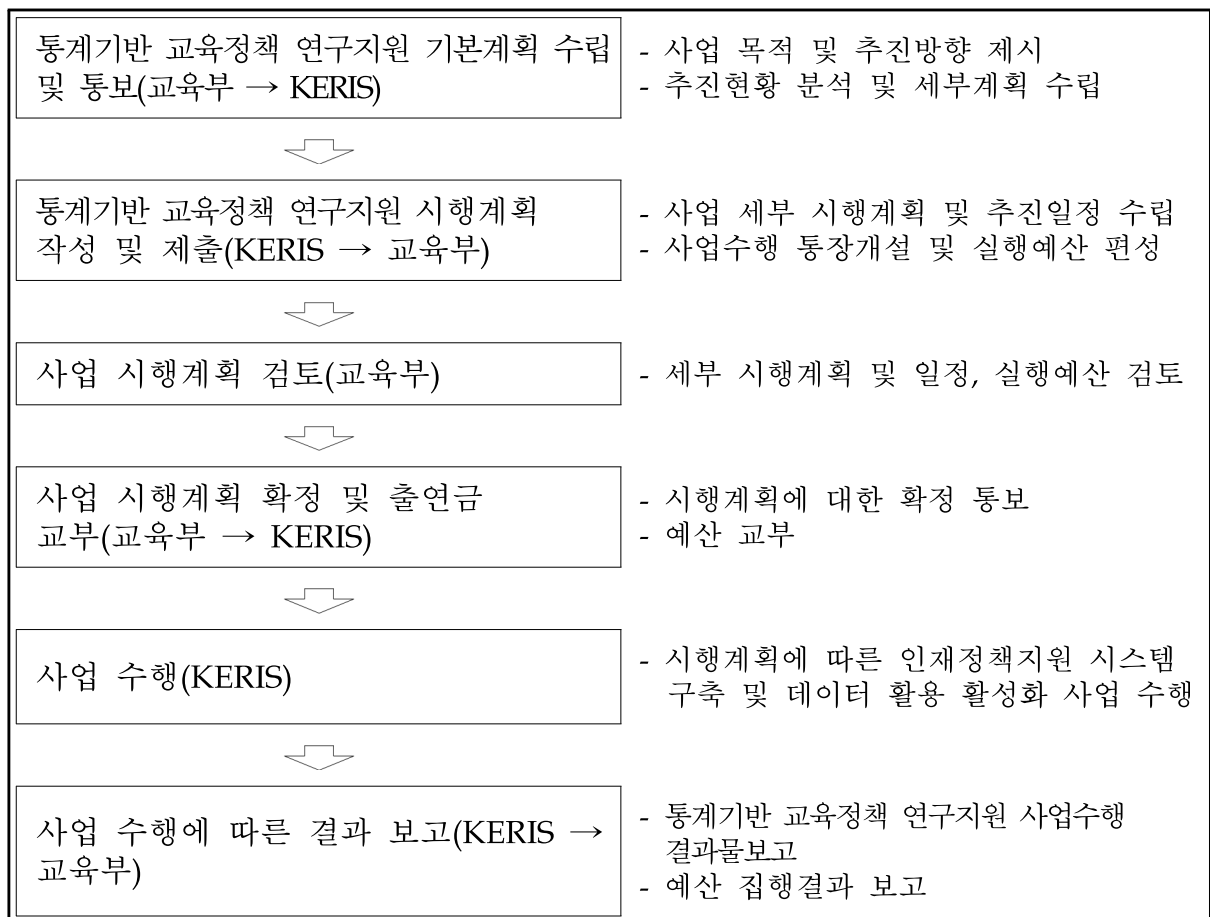 통계기반 교육정책 연구지원 기본계획 수립
및 통보(교육부 → KERIS)
- 사업 목적 및 추진방향 제시
- 추진현황 분석 및 세부계획 수립
통계기반 교육정책 연구지원 시행계획
작성 및 제출(KERIS → 교육부)
- 사업 세부 시행계획 및 추진일정 수립
- 사업수행 통장개설 및 실행예산 편성
사업 시행계획 검토(교육부)
- 세부 시행계획 및 일정, 실행예산 검토
사업 시행계획 확정 및 출연금
교부(교육부 → KERIS)
- 시행계획에 대한 확정 통보
- 예산 교부
사업 수행(KERIS)
- 시행계획에 따른 인재정책지원 시스템
구축 및 데이터 활용 활성화 사업 수행
사업 수행에 따른 결과 보고(KERIS →
교육부)
- 통계기반 교육정책 연구지원 사업수행
결과물보고
- 예산 집행결과 보고